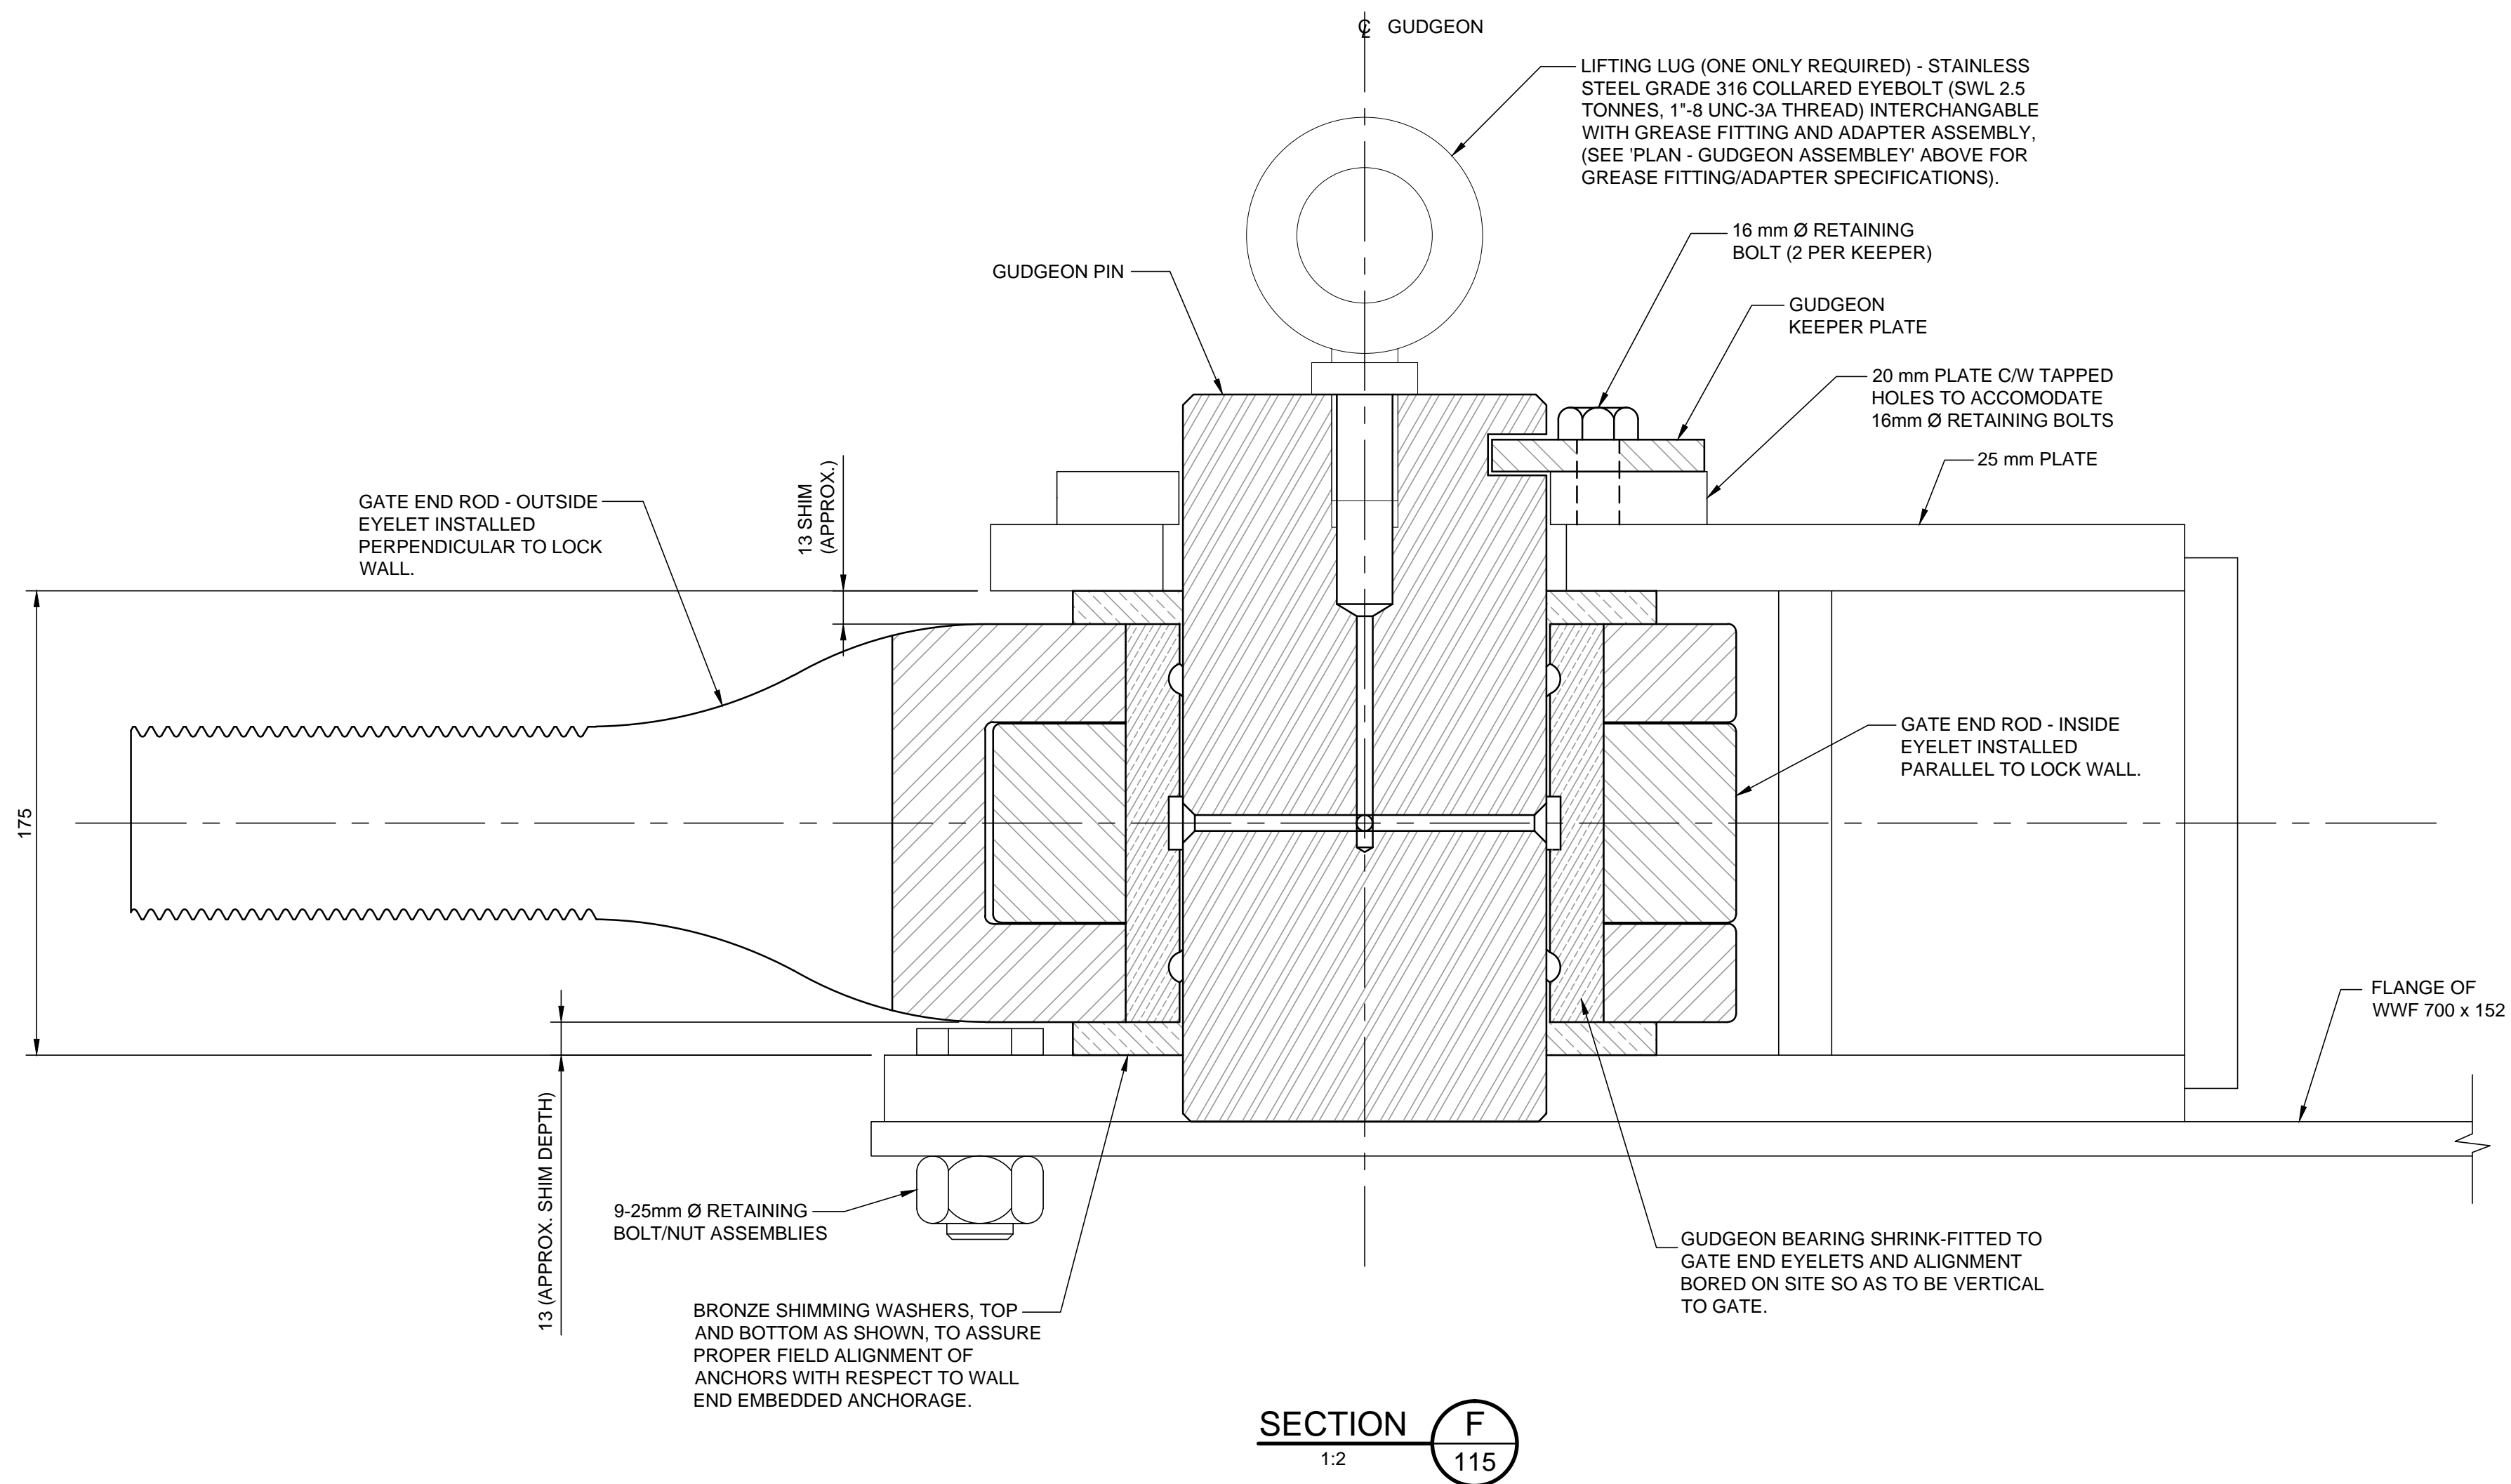 ℄ GUDGEON
LIFTING LUG (ONE ONLY REQUIRED) - STAINLESS
STEEL GRADE 316 COLLARED EYEBOLT (SWL 2.5
TONNES, 1"-8 UNC-3A THREAD) INTERCHANGABLE
WITH GREASE FITTING AND ADAPTER ASSEMBLY,
(SEE 'PLAN - GUDGEON ASSEMBLEY' ABOVE FOR
GREASE FITTING/ADAPTER SPECIFICATIONS).
16 mm Ø RETAINING
BOLT (2 PER KEEPER)
GUDGEON PIN
GUDGEON
KEEPER PLATE
20 mm PLATE C/W TAPPED
HOLES TO ACCOMODATE
16mm Ø RETAINING BOLTS
25 mm PLATE
13 SHIM
(APPROX.)
GATE END ROD - OUTSIDE
EYELET INSTALLED
PERPENDICULAR TO LOCK
WALL.
175
GATE END ROD - INSIDE
EYELET INSTALLED
PARALLEL TO LOCK WALL.
FLANGE OF
WWF 700 x 152
13 (APPROX. SHIM DEPTH)
9-25mm Ø RETAINING
BOLT/NUT ASSEMBLIES
GUDGEON BEARING SHRINK-FITTED TO
GATE END EYELETS AND ALIGNMENT
BORED ON SITE SO AS TO BE VERTICAL
TO GATE.
BRONZE SHIMMING WASHERS, TOP
AND BOTTOM AS SHOWN, TO ASSURE
PROPER FIELD ALIGNMENT OF
ANCHORS WITH RESPECT TO WALL
END EMBEDDED ANCHORAGE.
SECTION F
1:2 115